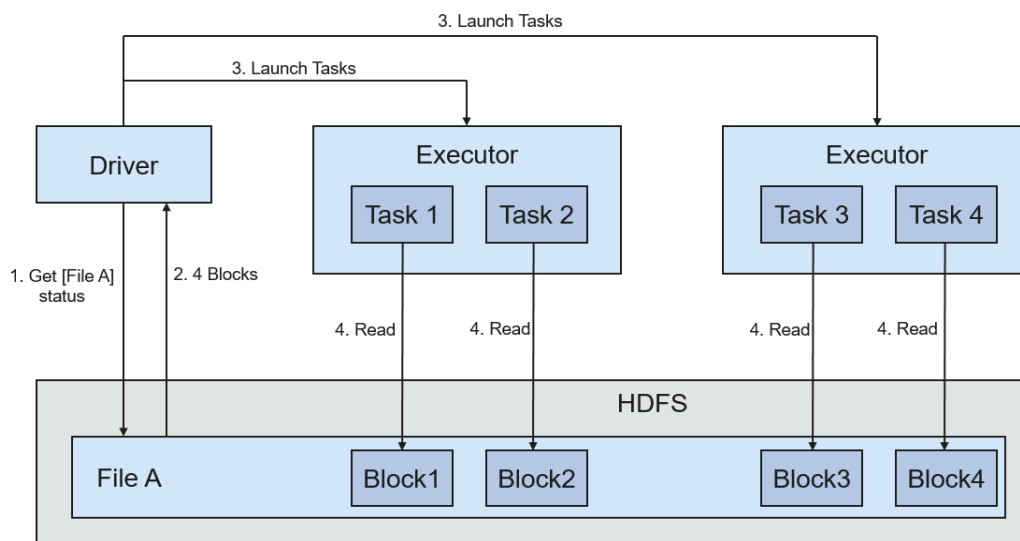 3. Launch Tasks
3. Launch Tasks
Driver
Executor
Executor
Task 1
Task 2
Task 3
Task 4
1. Get [File A]
status
2. 4 Blocks
4. Read
4. Read
4. Read
4. Read
HDFS
File A
Block1
Block2
Block3
Block4